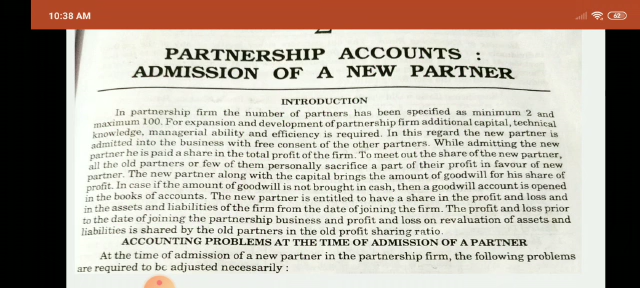 10:38 AM
62
2
PARTNERSHIP ACCOUNTS :
ADMISSION OF A NEW PARTNER
INTRODUCTION
In partnership firm the number of partners has been specified as minimum 2 and
maximum 100. For expansion and development of partnership firm additional capital, technical
knowledge, managerial ability and efficiency is required. In this regard the new partner is
admitted into the business with free consent of the other partners. While admitting the new
partner he is paid a share in the total profit of the firm. To meet out the share of the new partner,
all the old partners or few of them personally sacrifice a part of their profit in favour of new
partner. The new partner along with the capital brings the amount of goodwill for his share of
profit. In case if the amount of goodwill is not brought in cash, then a goodwill account is opened
in the books of accounts. The new partner is entitled to have a share in the profit and loss and
in the assets and liabilities of the firm from the date of joining the firm. The profit and loss prior
to the date of joining the partnership business and profit and loss on revaluation of assets and
liabilities is shared by the old partners in the old profit sharing ratio.
ACCOUNTING PROBLEMS AT THE TIME OF ADMISSION OF A PARTNER
At the time of admission of a new partner in the partnership firm, the following problems
are required to be adjusted necessarily :